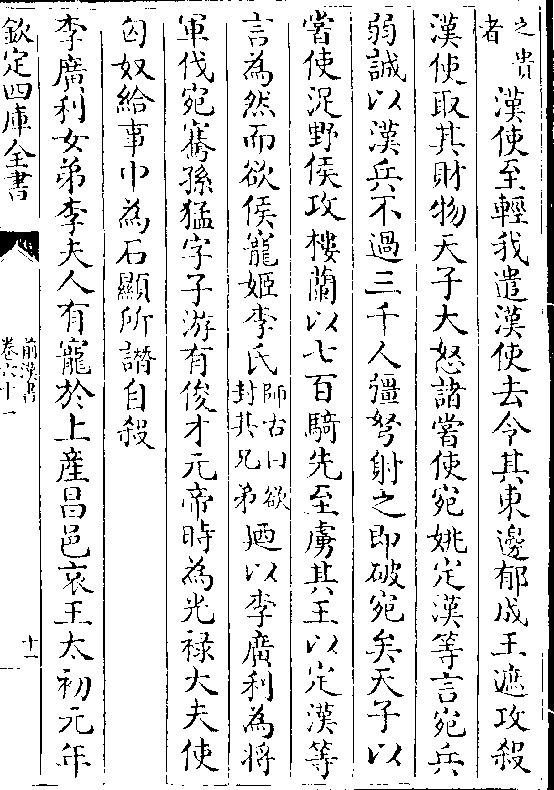 之貴
者
漢使至輕我遣漢使去令其東邊郁成王遮攻殺
漢使取其財物天子大怒諸嘗使宛姚定漢等言宛兵
弱誠以漢兵不過三千人彊弩射之即破宛矣天子以
嘗使浞野侯攻樓蘭以七百騎先至虜其王以定漢等
言為然而欲侯寵姬李氏
師古曰欲
封其兄弟
廼以李廣利為將
軍伐宛騫孫猛字子游有俊才元帝時為光祿大夫使
匈奴給事中為石顯所譖自殺
李廣利女弟李夫人有寵於上產昌邑哀王太初元年
欽定四庫全書
前漢書
卷六十一
十一